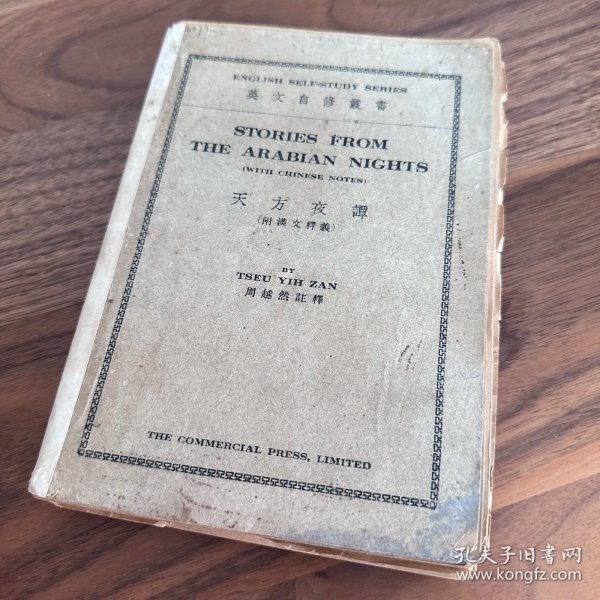 ENGLISH SELF-STUDY SERIES
英文自修叢書
STORIES FROM
THE ARABIAN NIGHTS
(WITH CHINESE NOTES)
天方夜譚
(附漢文釋義)
BY
TSEU YIH ZAN
周越然註釋
THE COMMERCIAL PRESS, LIMITED
孔夫子旧書网
www.kongfz.com